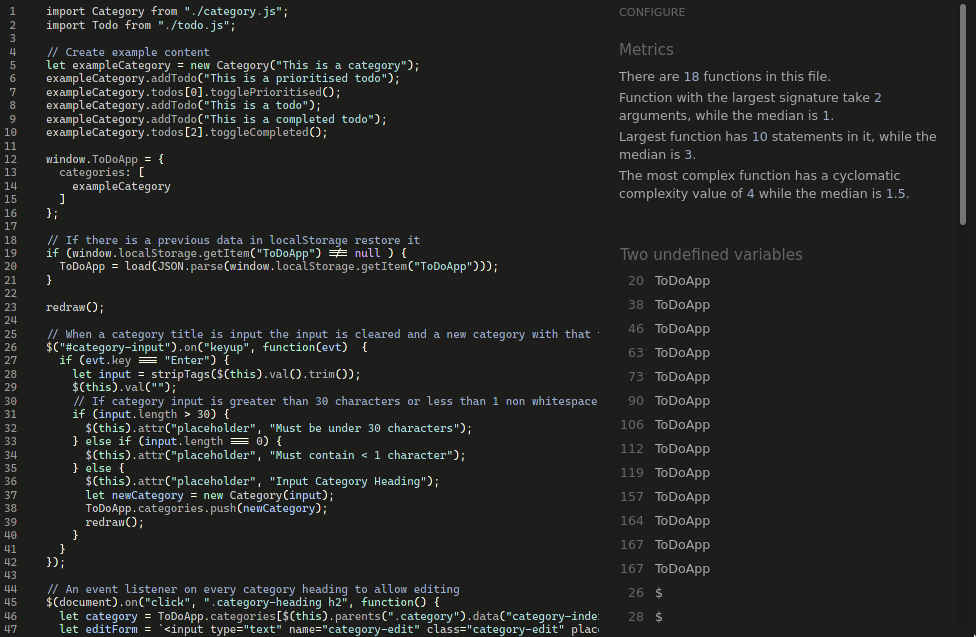 1 import Category from "./category.js";
2 import Todo from "./todo.js";
3
4 // Create example content
5 let exampleCategory = new Category("This is a category");
6 exampleCategory.addTodo("This is a prioritised todo");
7 exampleCategory.todos[0].togglePrioritised();
8 exampleCategory.addTodo("This is a todo");
9 exampleCategory.addTodo("This is a completed todo");
10 exampleCategory.todos[2].toggleCompleted();
11
12 window.ToDoApp = {
13   categories: [
14     exampleCategory
15   ]
16 };
17
18 // If there is a previous data in localStorage restore it
19 if (window.localStorage.getItem("ToDoApp") !== null ) {
20   ToDoApp = load(JSON.parse(window.localStorage.getItem("ToDoApp")));
21 }
22
23 redraw();
24
25 // When a category title is input the input is cleared and a new category with that
26 $("#category-input").on("keyup", function(evt)  {
27   if (evt.key === "Enter") {
28     let input = stripTags($(this).val().trim());
29     $(this).val("");
30     // If category input is greater than 30 characters or less than 1 non whitespace
31     if (input.length > 30) {
32       $(this).attr("placeholder", "Must be under 30 characters");
33     } else if (input.length === 0) {
34       $(this).attr("placeholder", "Must contain < 1 character");
35     } else {
36       $(this).attr("placeholder", "Input Category Heading");
37       let newCategory = new Category(input);
38       ToDoApp.categories.push(newCategory);
39       redraw();
40     }
41   }
42 });
43
44 // An event listener on every category heading to allow editing
45 $(document).on("click", ".category-heading h2", function() {
46   let category = ToDoApp.categories[$(this).parents(".category").data("category-inde
47   let editForm = `<input type="text" name="category-edit" class="category-edit" plac
CONFIGURE
Metrics
There are 18 functions in this file.
Function with the largest signature take 2
arguments, while the median is 1.
Largest function has 10 statements in it, while the
median is 3.
The most complex function has a cyclomatic
complexity value of 4 while the median is 1.5.
Two undefined variables
20 ToDoApp
38 ToDoApp
46 ToDoApp
63 ToDoApp
73 ToDoApp
90 ToDoApp
106 ToDoApp
112 ToDoApp
119 ToDoApp
157 ToDoApp
164 ToDoApp
167 ToDoApp
167 ToDoApp
26 $
28 $